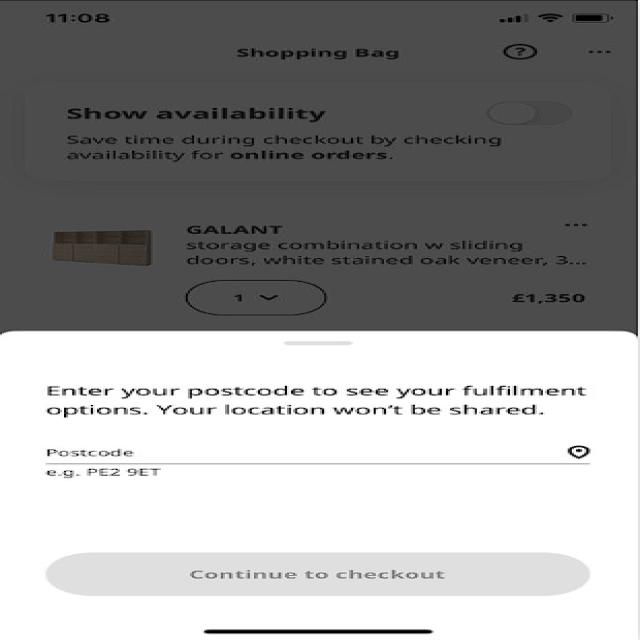 11:08
Shopping Bag
?
...
Show availability
Save time during checkout by checking
availability for online orders.
GALANT
...
storage combination w sliding
doors, white stained oak veneer, 3...
1
£1,350
Enter your postcode to see your fulfilment
options. Your location won’t be shared.
Postcode
e.g. PE2 9ET
Continue to checkout